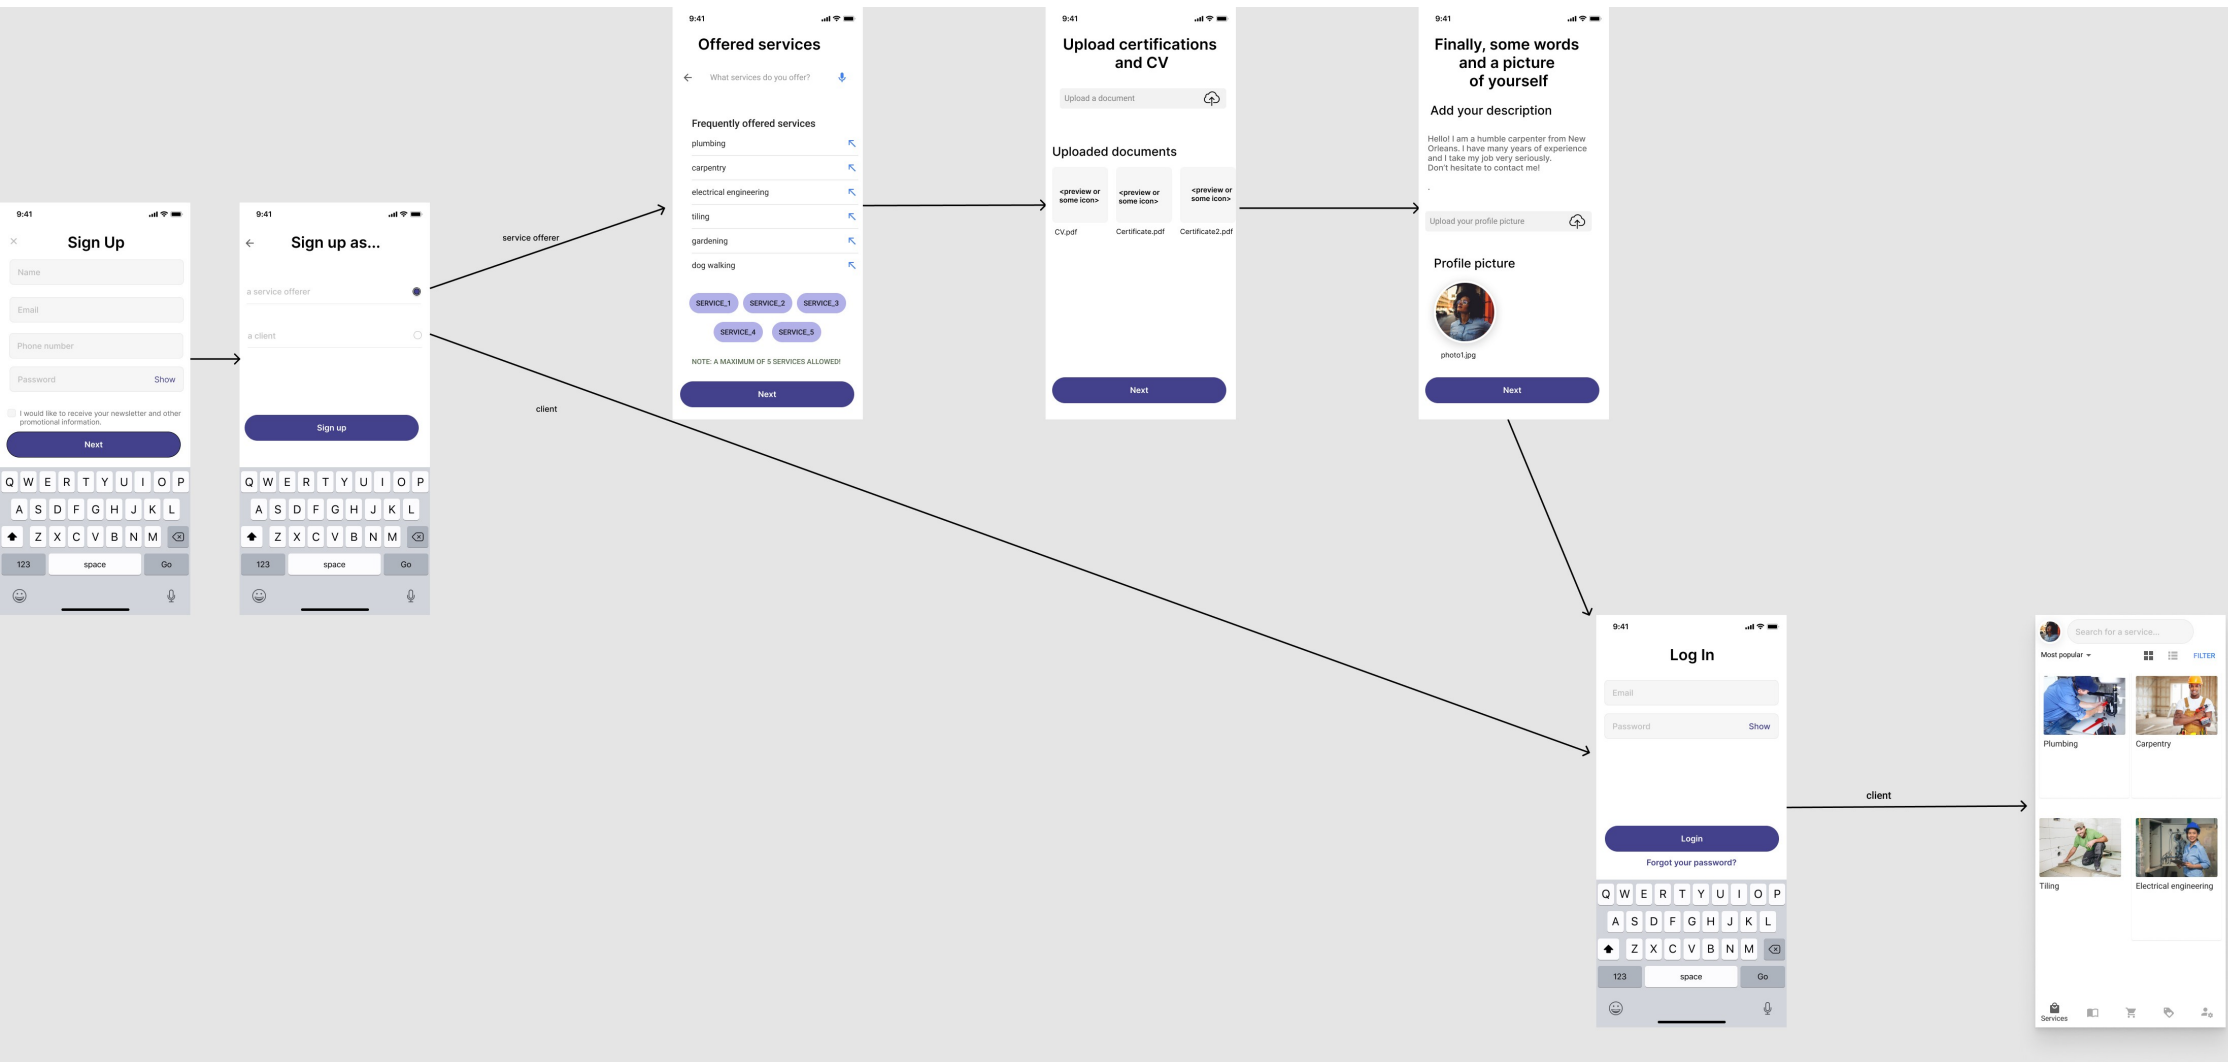 9:41
Sign Up
Name
Email
Phone number
Password Show
I would like to receive your newsletter and other
promotional information.
Next
Q W E R T Y U I O P
A S D F G H J K L
Z X C V B N M
123 space Go
9:41
Sign up as...
a service offerer
a client
Sign up
Q W E R T Y U I O P
A S D F G H J K L
Z X C V B N M
123 space Go
service offerer
client
9:41
Offered services
What services do you offer?
Frequently offered services
plumbing
carpentry
electrical engineering
tiling
gardening
dog walking
SERVICE_1 SERVICE_2 SERVICE_3
SERVICE_4 SERVICE_5
NOTE: A MAXIMUM OF 5 SERVICES ALLOWED!
Next
9:41
Upload certifications
and CV
Upload a document
Uploaded documents
<preview or
some icon>
<preview or
some icon>
<preview or
some icon>
CV.pdf Certificate.pdf Certificate2.pdf
Next
9:41
Finally, some words
and a picture
of yourself
Add your description
Hello! I am a humble carpenter from New
Orleans. I have many years of experience
and I take my job very seriously.
Don't hesitate to contact me!
.
Upload your profile picture
Profile picture
photo1.jpg
Next
9:41
Log In
Email
Password Show
Login
Forgot your password?
Q W E R T Y U I O P
A S D F G H J K L
Z X C V B N M
123 space Go
client
Search for a service...
Most popular FILTER
Plumbing Carpentry
Tiling Electrical engineering
Services